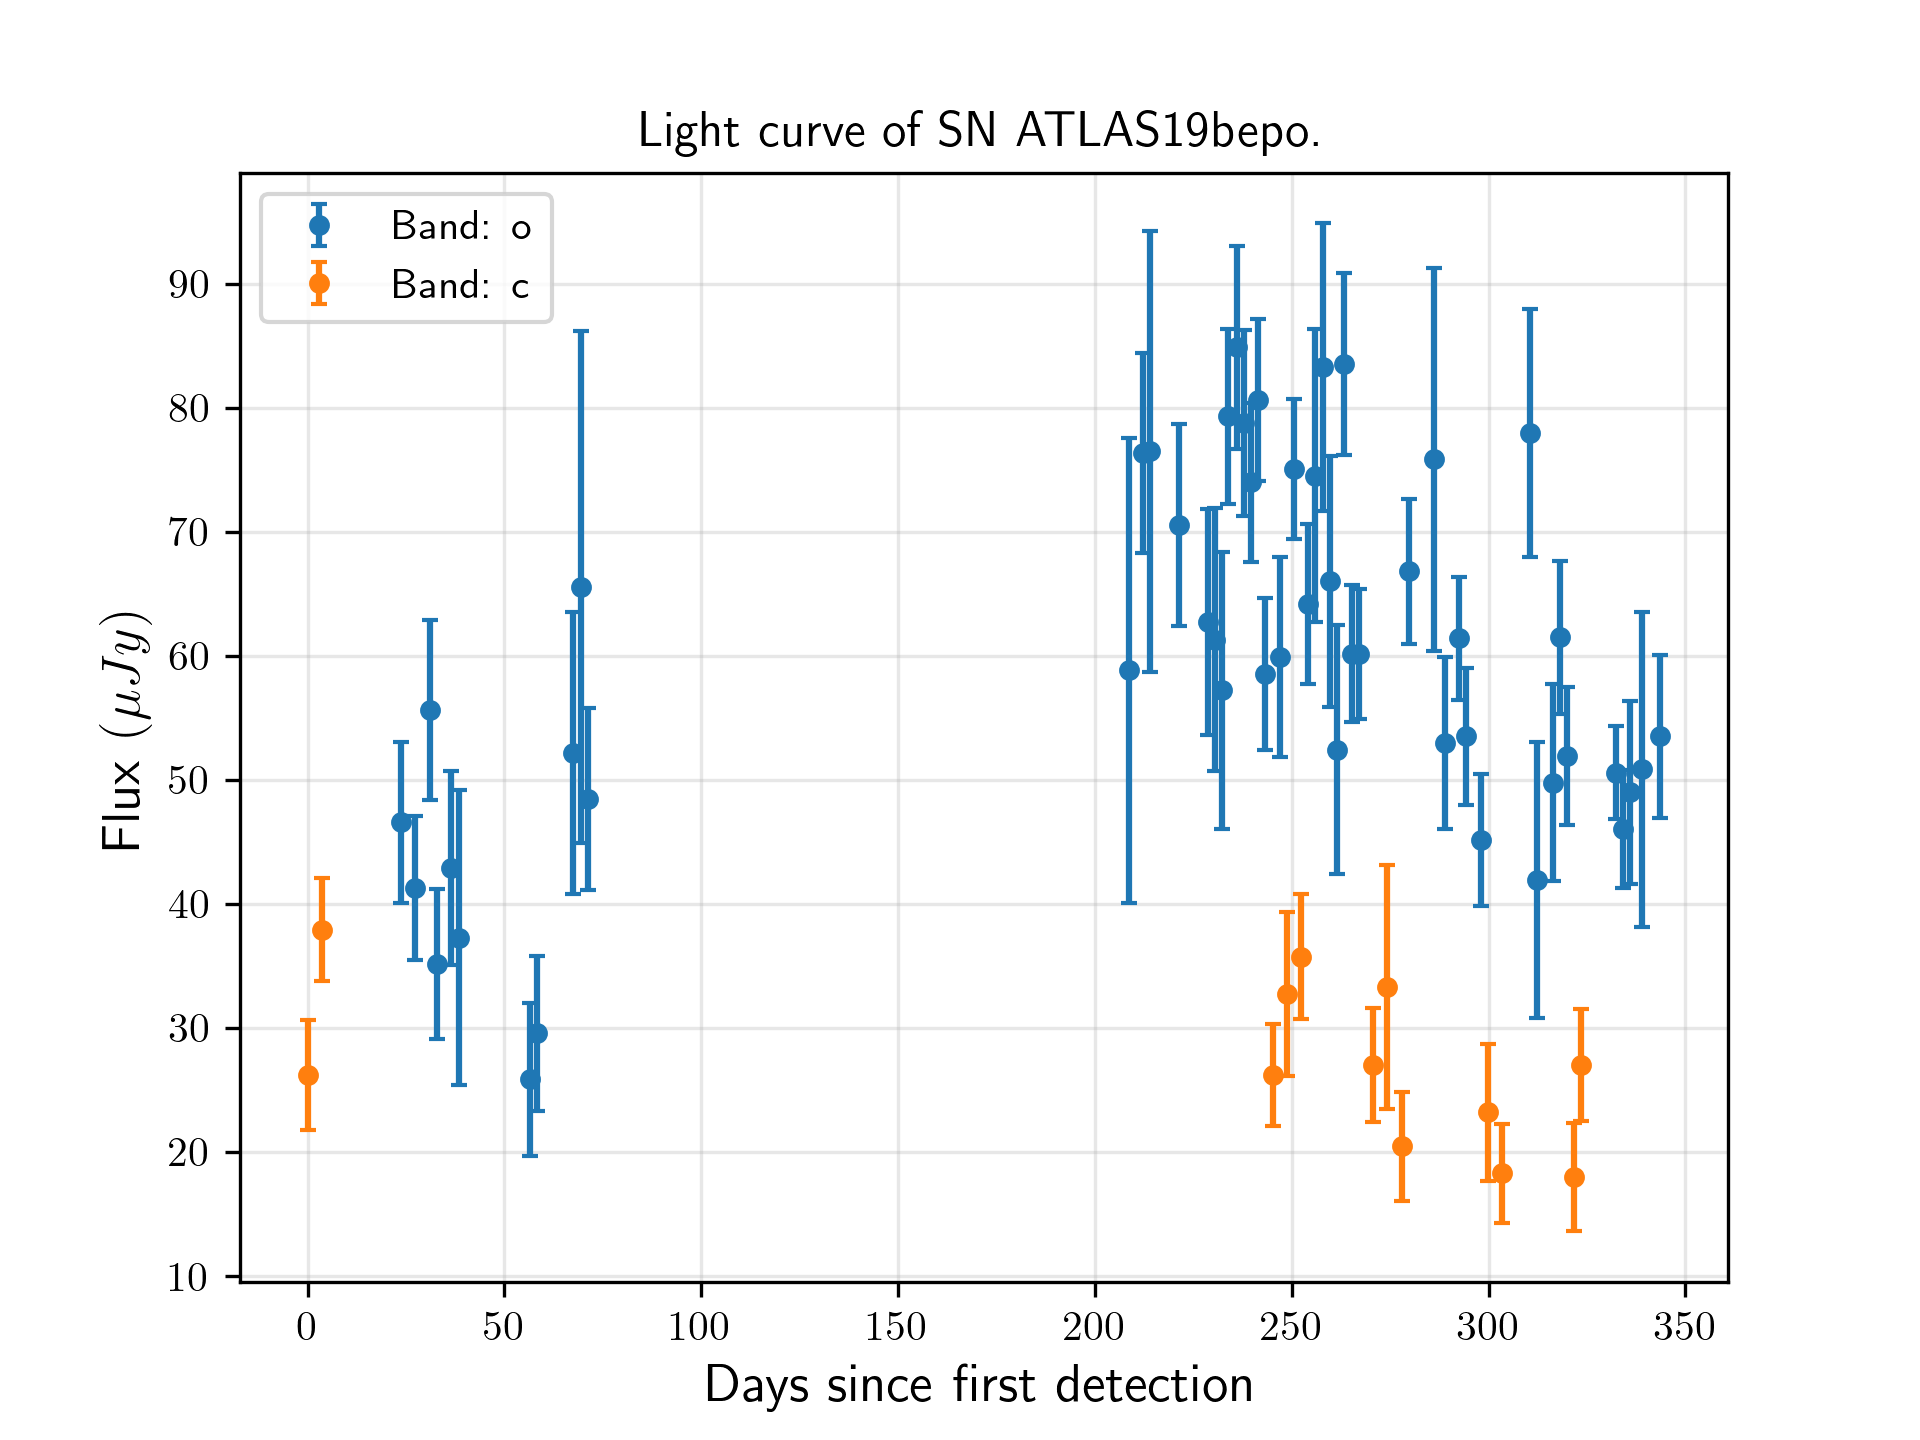 Light curve of SN ATLAS19bepo.
Band: o
Band: c
90
80
70
60
50
40
30
20
10
Flux (μJy)
0 50 100 150 200 250 300 350
Days since first detection